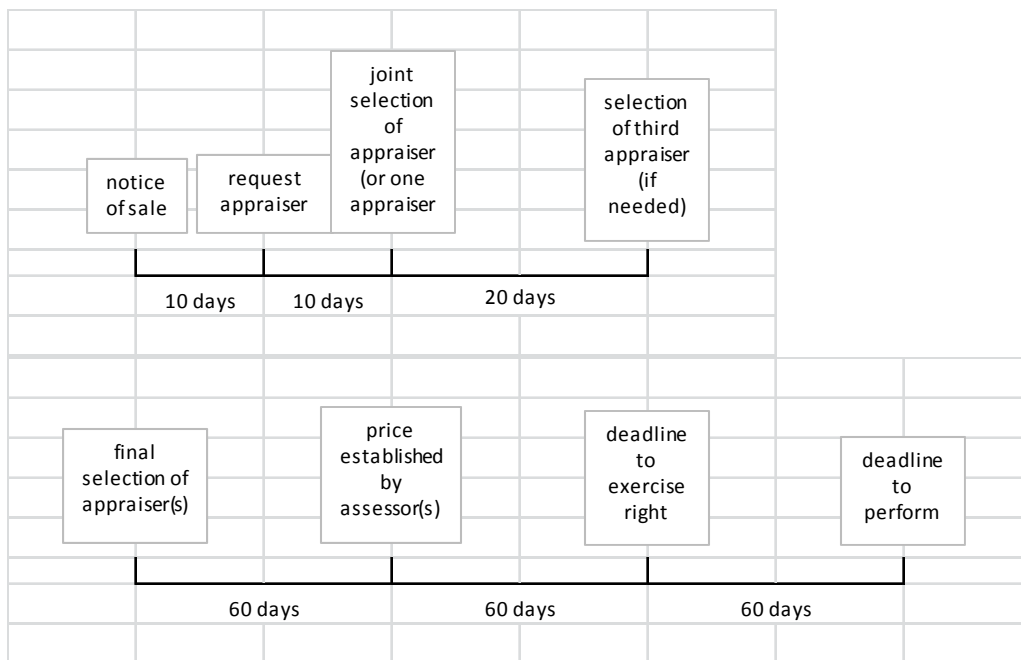 notice
of sale
request
appraiser
joint
selection
of
appraiser
(or one
appraiser
selection
of third
appraiser
(if
needed)
10 days
10 days
20 days
final
selection of
appraiser(s)
price
established
by
assessor(s)
deadline
to
exercise
right
deadline
to
perform
60 days
60 days
60 days